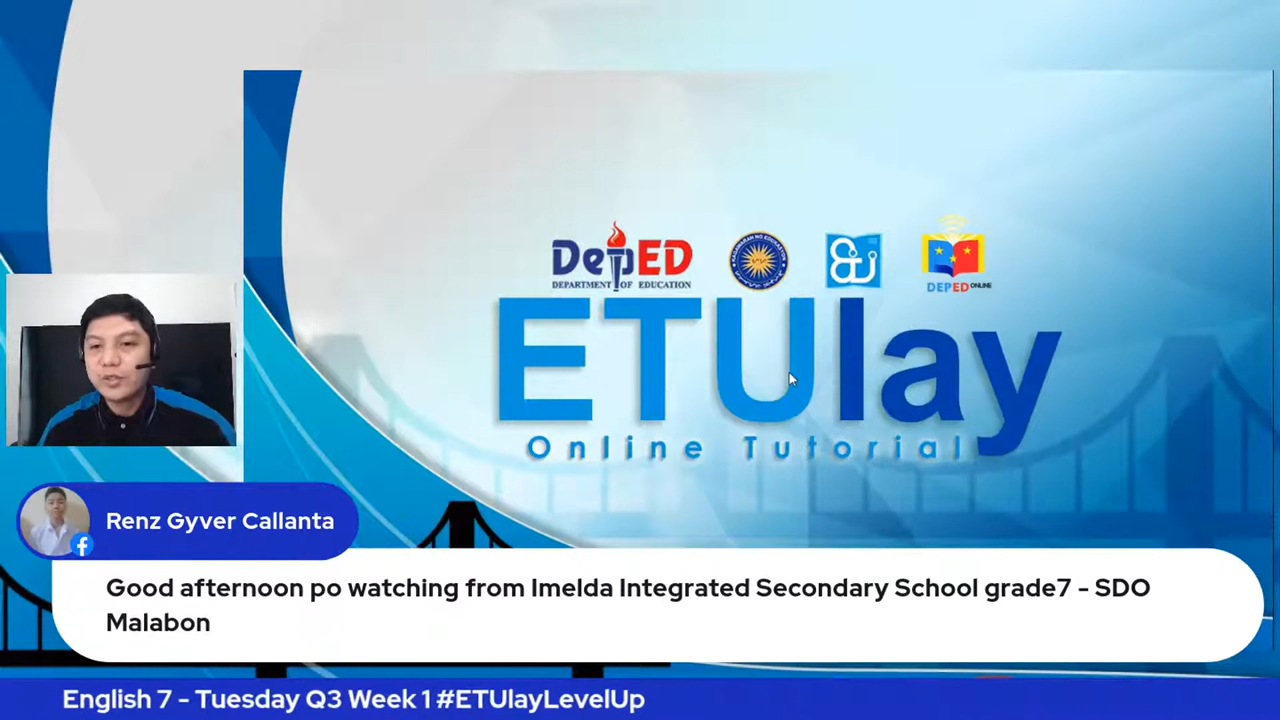 DepED
DEPARTMENT OF EDUCATION
DEPED ONLINE
ETUlay
Online Tutorial
Renz Gyver Callanta
Good afternoon po watching from Imelda Integrated Secondary School grade7 - SDO
Malabon
English 7 - Tuesday Q3 Week 1 #ETUlayLevelUp